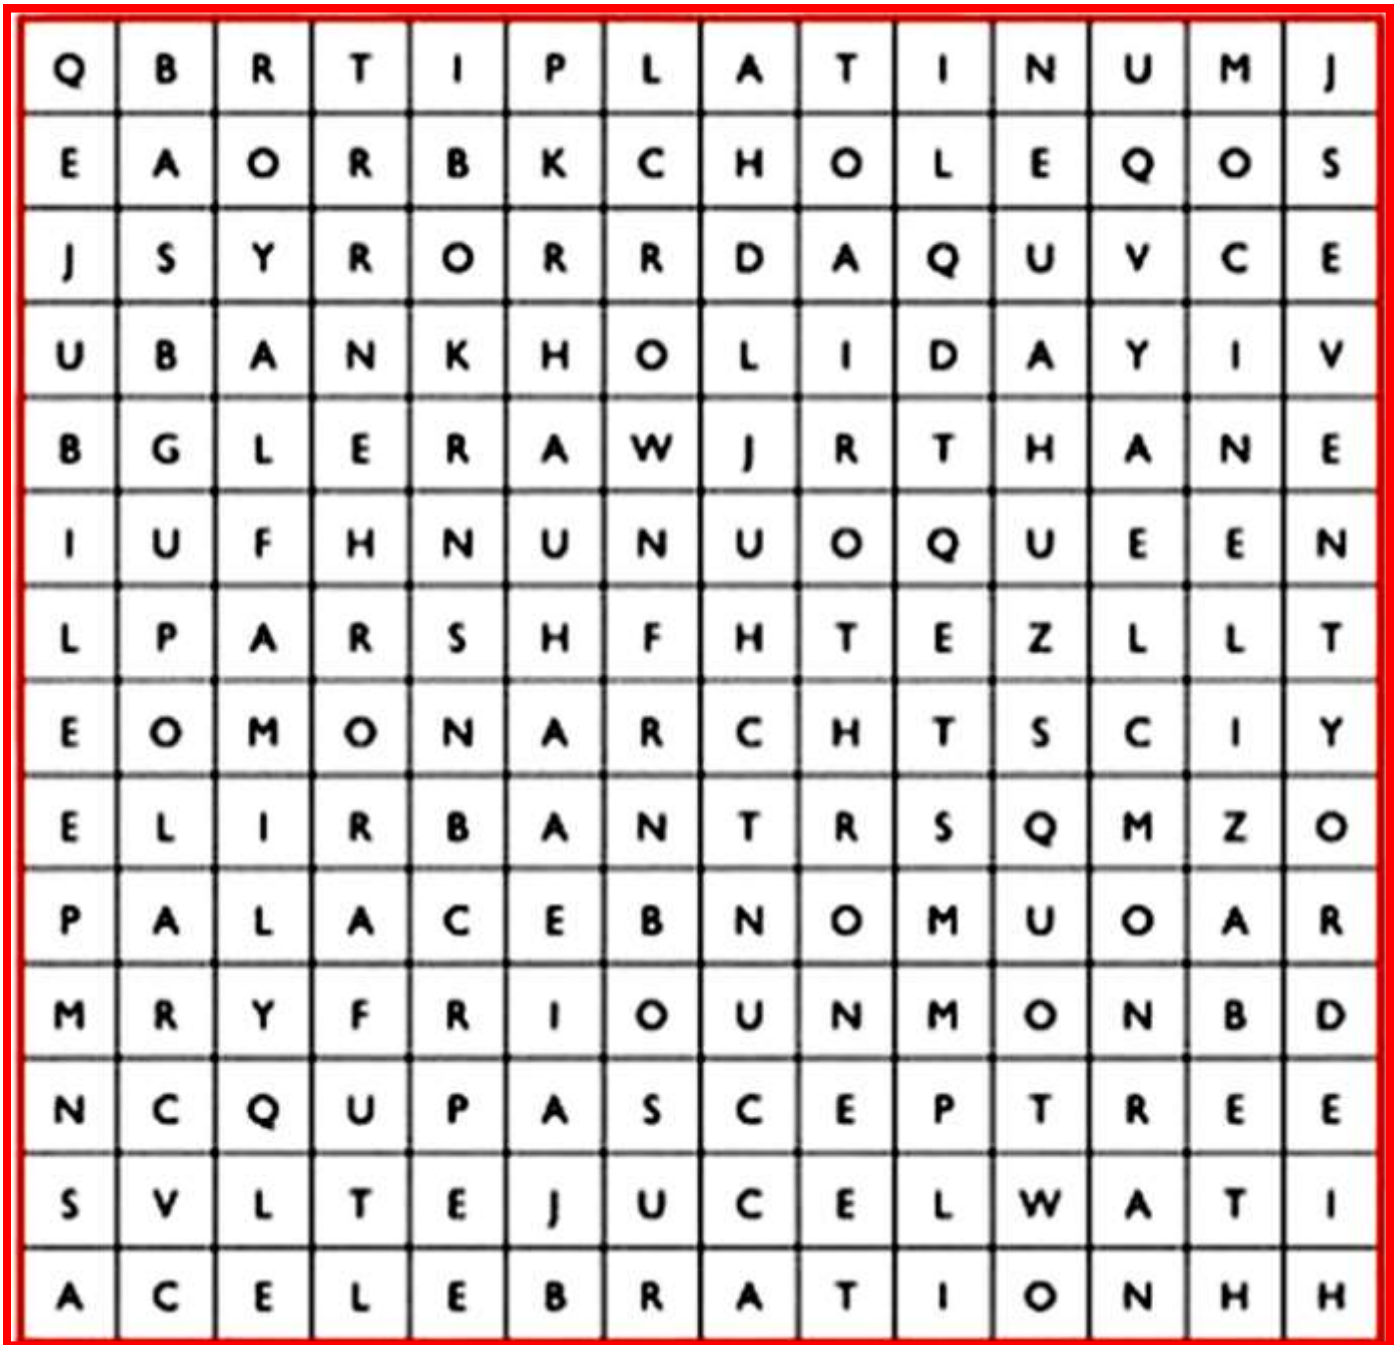 Q B R T I P L A T I N U M J
E A O R B K C H O L E Q O S
J S Y R O R R D A Q U V C E
U B A N K H O L I D A Y I V
B G L E R A W J R T H A N E
I U F H N U N U O Q U E E N
L P A R S H F H T E Z L L T
E O M O N A R C H T S C I Y
E L I R B A N T R S Q M Z O
P A L A C E B N O M U O A R
M R Y F R I O U N M O N B D
N C Q U P A S C E P T R E E
S V L T E J U C E L W A T I
A C E L E B R A T I O N H H